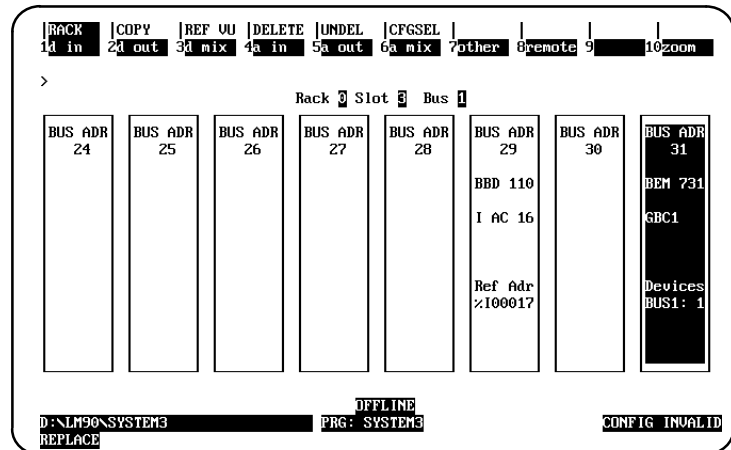 |RACK |COPY |REF VU |DELETE |UNDEL |CFGSEL | | | |
1d in 2d out 3d mix 4a in 5a out 6a mix 7other 8remote 9 10zoom
>
Rack 0 Slot 3 Bus 1
BUS ADR BUS ADR BUS ADR BUS ADR BUS ADR BUS ADR BUS ADR BUS ADR
24 25 26 27 28 29 30 31
BBD 110 BEM 731
I AC 16 GBC1
Ref Adr Devices
%I00017 BUS1: 1
OFFLINE
D:\LM90\SYSTEM3 PRG: SYSTEM3 CONFIG INVALID
REPLACE